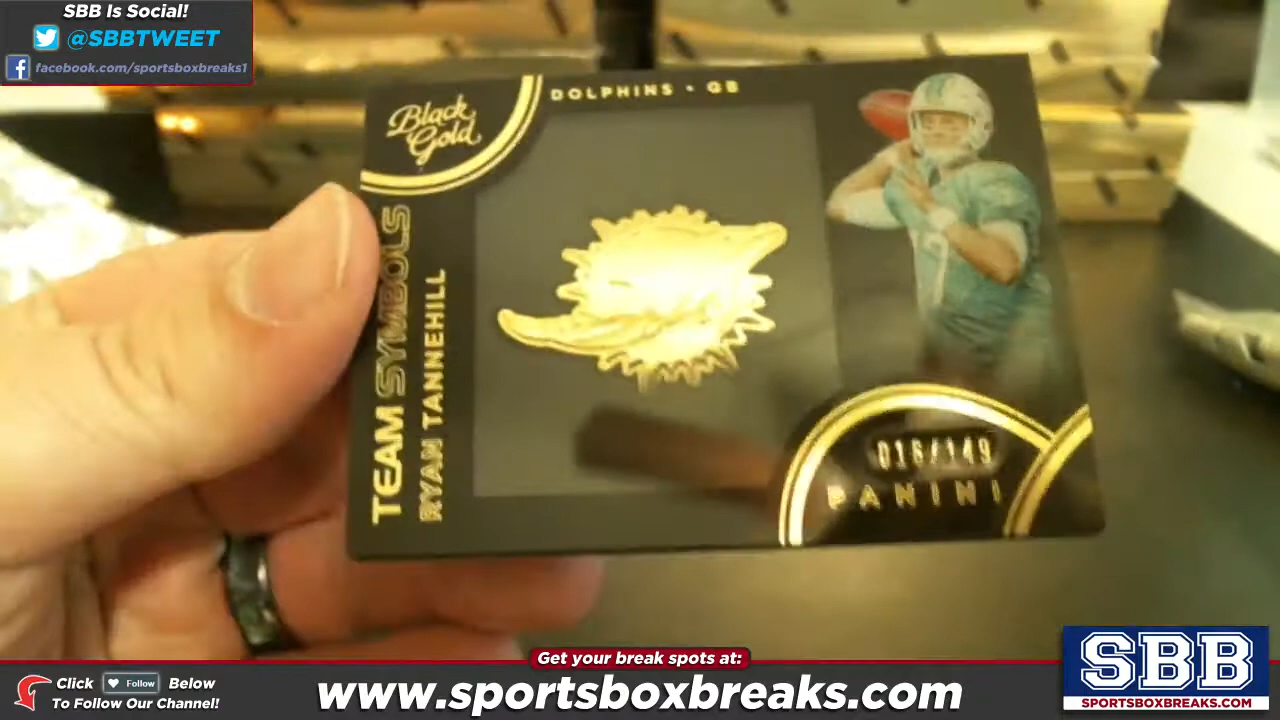 SBB Is Social!
@SBBTWEET
facebook.com/sportsboxbreaks1
Black
Gold
DOLPHINS • QB
TEAM SYMBOLS
RYAN TANNEHILL
016/149
PANINI
Get your break spots at:
Click Follow Below
To Follow Our Channel!
www.sportsboxbreaks.com
SBB
SPORTSBOXBREAKS.COM